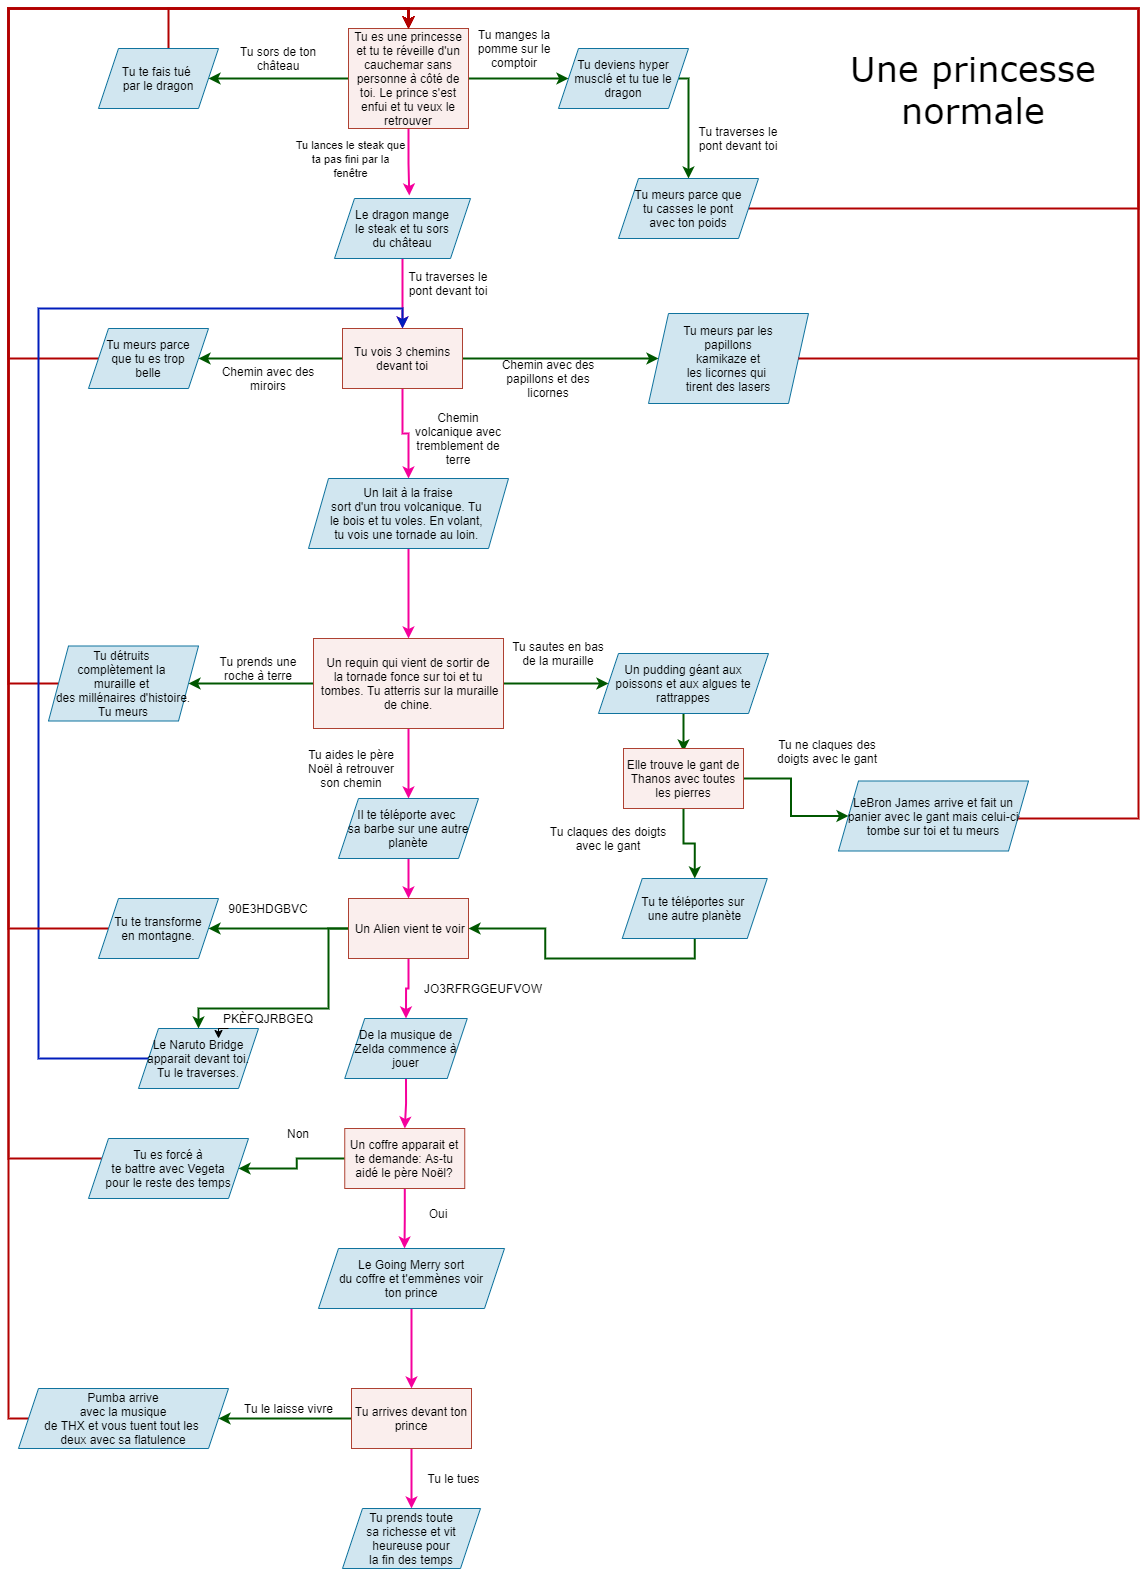 Une princesse
normale
Tu es une princesse
et tu te réveille d'un
cauchemar sans
personne à côté de
toi. Le prince s'est
enfui et tu veux le
retrouver
Tu sors de ton
château
Tu te fais tué
par le dragon
Tu manges la
pomme sur le
comptoir
Tu deviens hyper
musclé et tu tue le
dragon
Tu traverses le
pont devant toi
Tu meurs parce que
tu casses le pont
avec ton poids
Tu lances le steak que
ta pas fini par la
fenêtre
Le dragon mange
le steak et tu sors
du château
Tu traverses le
pont devant toi
Tu vois 3 chemins
devant toi
Chemin avec des
miroirs
Tu meurs parce
que tu es trop
belle
Chemin avec des
papillons et des
licornes
Tu meurs par les
papillons
kamikaze et
les licornes qui
tirent des lasers
Chemin
volcanique avec
tremblement de
terre
Un lait à la fraise
sort d'un trou volcanique. Tu
le bois et tu voles. En volant,
tu vois une tornade au loin.
Un requin qui vient de sortir de
la tornade fonce sur toi et tu
tombes. Tu atterris sur la muraille
de chine.
Tu prends une
roche à terre
Tu détruits
complètement la
muraille et
des millénaires d'histoire.
Tu meurs
Tu sautes en bas
de la muraille
Un pudding géant aux
poissons et aux algues te
rattrappes
Elle trouve le gant de
Thanos avec toutes
les pierres
Tu ne claques des
doigts avec le gant
LeBron James arrive et fait un
panier avec le gant mais celui-ci
tombe sur toi et tu meurs
Tu claques des doigts
avec le gant
Tu te téléportes sur
une autre planète
Tu aides le père
Noël à retrouver
son chemin
Il te téléporte avec
sa barbe sur une autre
planète
Un Alien vient te voir
90E3HDGBVC
Tu te transforme
en montagne.
PKÈFQJRBGEQ
Le Naruto Bridge
apparait devant toi.
Tu le traverses.
JO3RFRGGEUFVOW
De la musique de
Zelda commence à
jouer
Un coffre apparait et
te demande: As-tu
aidé le père Noël?
Non
Tu es forcé à
te battre avec Vegeta
pour le reste des temps
Oui
Le Going Merry sort
du coffre et t'emmènes voir
ton prince
Tu arrives devant ton
prince
Tu le laisse vivre
Pumba arrive
avec la musique
de THX et vous tuent tout les
deux avec sa flatulence
Tu le tues
Tu prends toute
sa richesse et vit
heureuse pour
la fin des temps